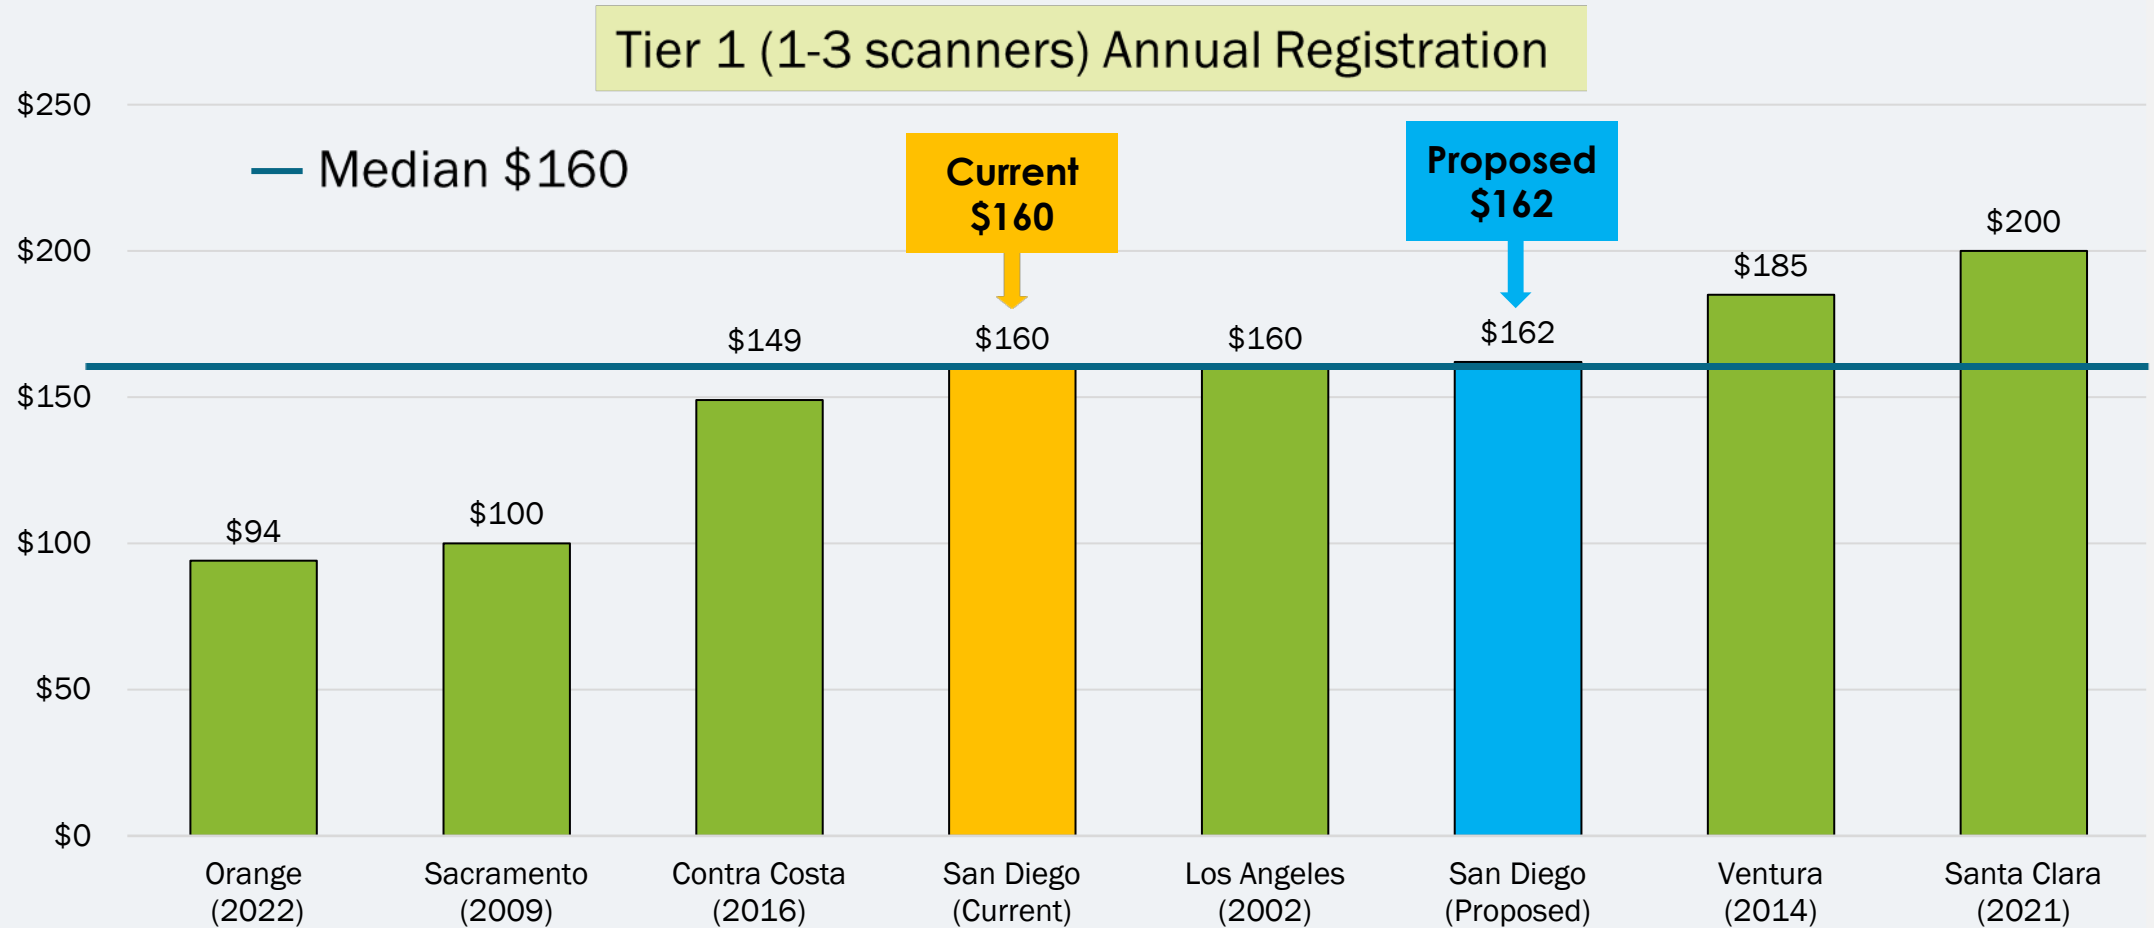 Tier 1 (1-3 scanners) Annual Registration
$250
Median $160
Current
$160
Proposed
$162
$200
$200
$185
$149
$160
$160
$162
$150
$94
$100
$100
$50
$0
Orange
(2022)
Sacramento
(2009)
Contra Costa
(2016)
San Diego
(Current)
Los Angeles
(2002)
San Diego
(Proposed)
Ventura
(2014)
Santa Clara
(2021)